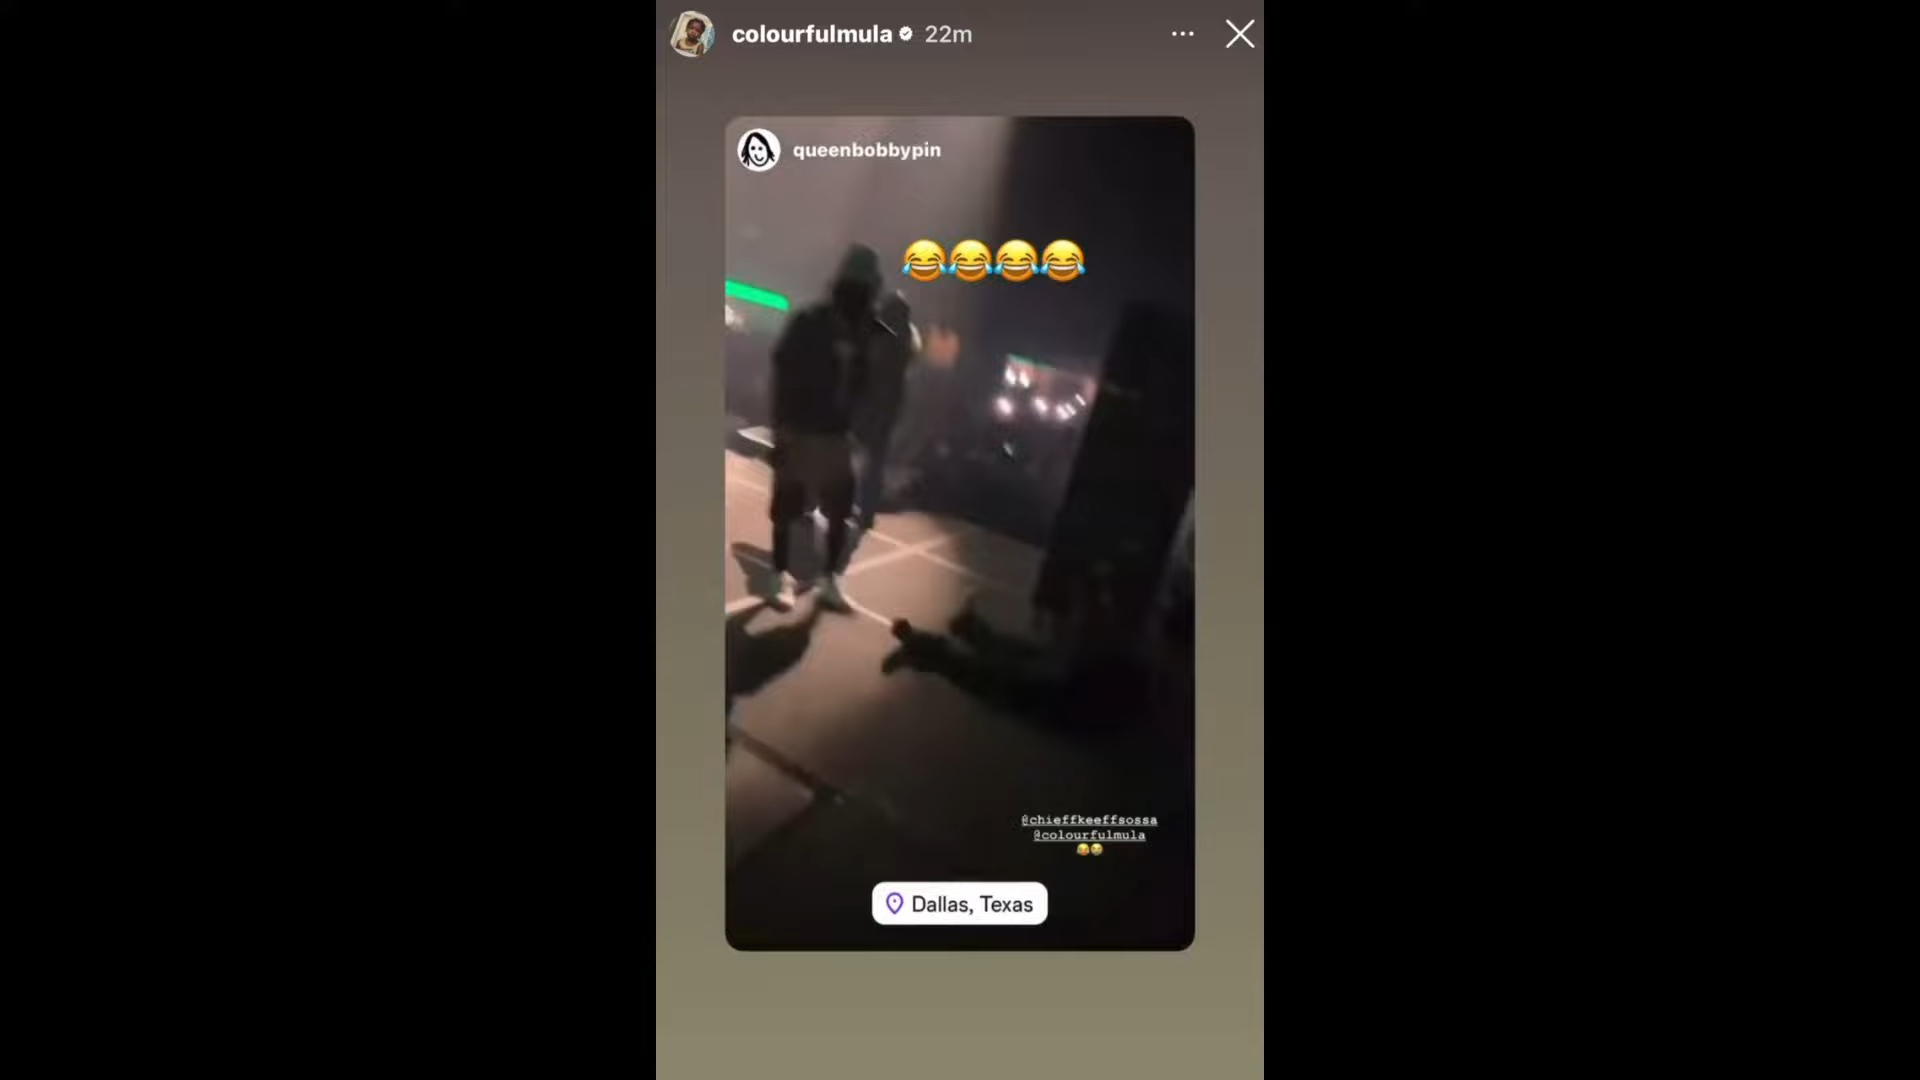 colourfulmula 22m
queenbobbypin
😂😂😂😂
@chieffkeeffsossa
@colourfulmula
Dallas, Texas